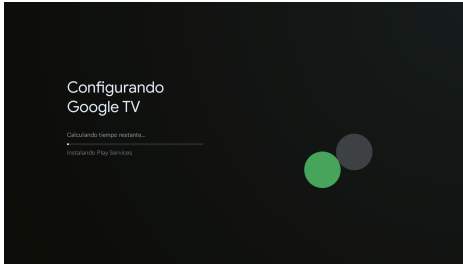 Configurando
Google TV
Calculando tiempo restante...
Instalando Play Services